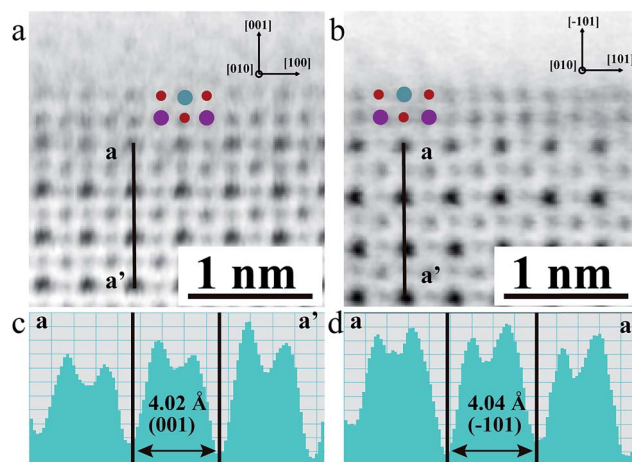 a
[001]
[010]
[100]
a
a'
1 nm
b
[-101]
[010]
[101]
a
a'
1 nm
c
a
a'
4.02 Å
(001)
d
a
a
4.04 Å
(-101)